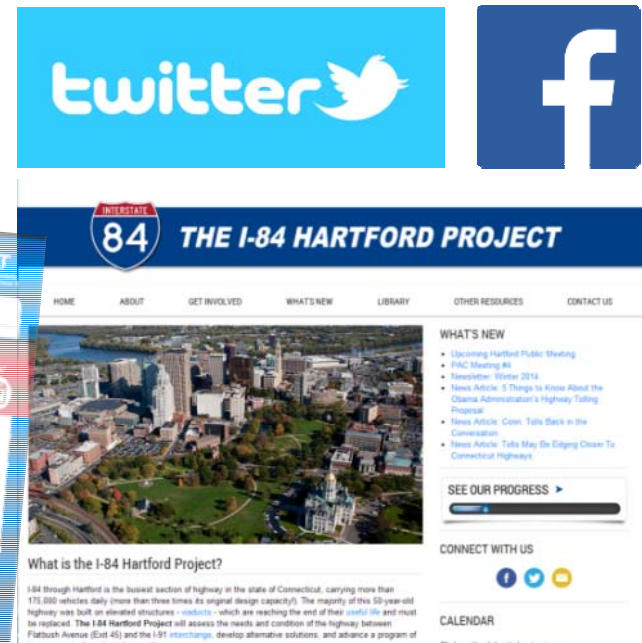 twitter
f
INTERSTATE
84
THE I-84 HARTFORD PROJECT
HOME ABOUT GET INVOLVED WHAT'S NEW LIBRARY OTHER RESOURCES CONTACT US
WHAT'S NEW
Upcoming Hartford Public Meeting
PAC Meeting #4
Newsletter: Winter 2014
News Article: 5 Things to Know About the
Obama Administration's Highway Tolling
Proposal
News Article: Conn. Tolls Back in the
Conversation
News Article: Tolls May Be Edging Closer To
Connecticut Highways
SEE OUR PROGRESS
CONNECT WITH US
CALENDAR
What is the I-84 Hartford Project?
I-84 through Hartford is the busiest section of highway in the state of Connecticut, carrying more than
175,000 vehicles daily (more than three times its original design capacity!). The majority of this 50-year-old
highway was built on elevated structures - viaducts - which are reaching the end of their useful life and must
be replaced. The I-84 Hartford Project will assess the needs and condition of the highway between
Flatbush Avenue (Exit 45) and the I-91 interchange, develop alternative solutions, and advance a program of